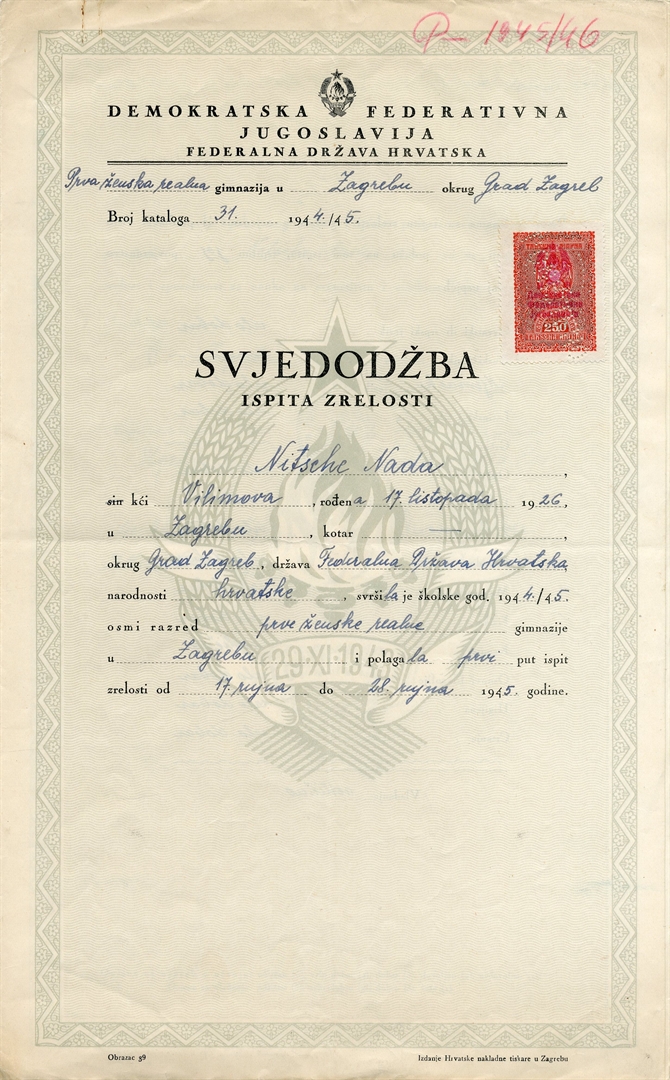 P– 1945/46
DEMOKRATSKA FEDERATIVNA
JUGOSLAVIJA
FEDERALNA DRŽAVA HRVATSKA
Prva ženska realna gimnazija u Zagrebu okrug Grad Zagreb
Broj kataloga 31. 1944./45.
250
SVJEDODŽBA
ISPITA ZRELOSTI
Nitsche Nada,
sin kći Vilimova, rođena 17. listopada 1926,
u Zagrebu, kotar —,
okrug Grad Zagreb, država Federalna Država Hrvatska,
narodnosti hrvatske, svršila je školske god. 1944./45.
osmi razred prve ženske realne gimnazije
u Zagrebu i polagala prvi put ispit
zrelosti od 17. rujna do 28. rujna 1945. godine.
29·XI·19
Obrazac 39 Izdanje Hrvatske nakladne tiskare u Zagrebu